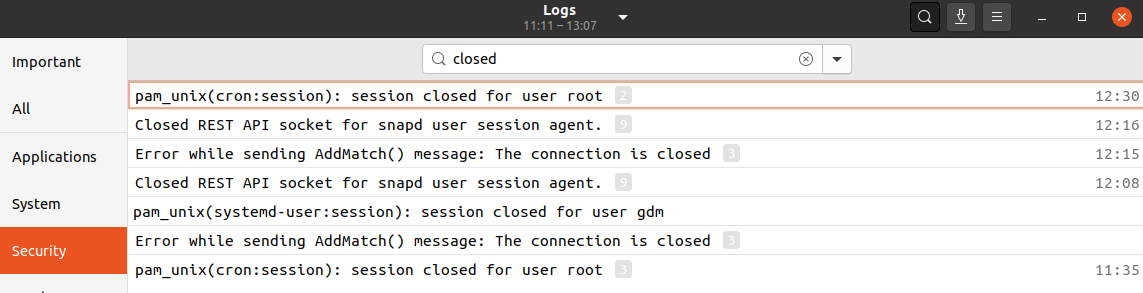 Logs
11:11 – 13:07
closed
Important
All
Applications
System
Security
pam_unix(cron:session): session closed for user root 2 12:30
Closed REST API socket for snapd user session agent. 9 12:16
Error while sending AddMatch() message: The connection is closed 3 12:15
Closed REST API socket for snapd user session agent. 9 12:08
pam_unix(systemd-user:session): session closed for user gdm
Error while sending AddMatch() message: The connection is closed 3
pam_unix(cron:session): session closed for user root 3 11:35